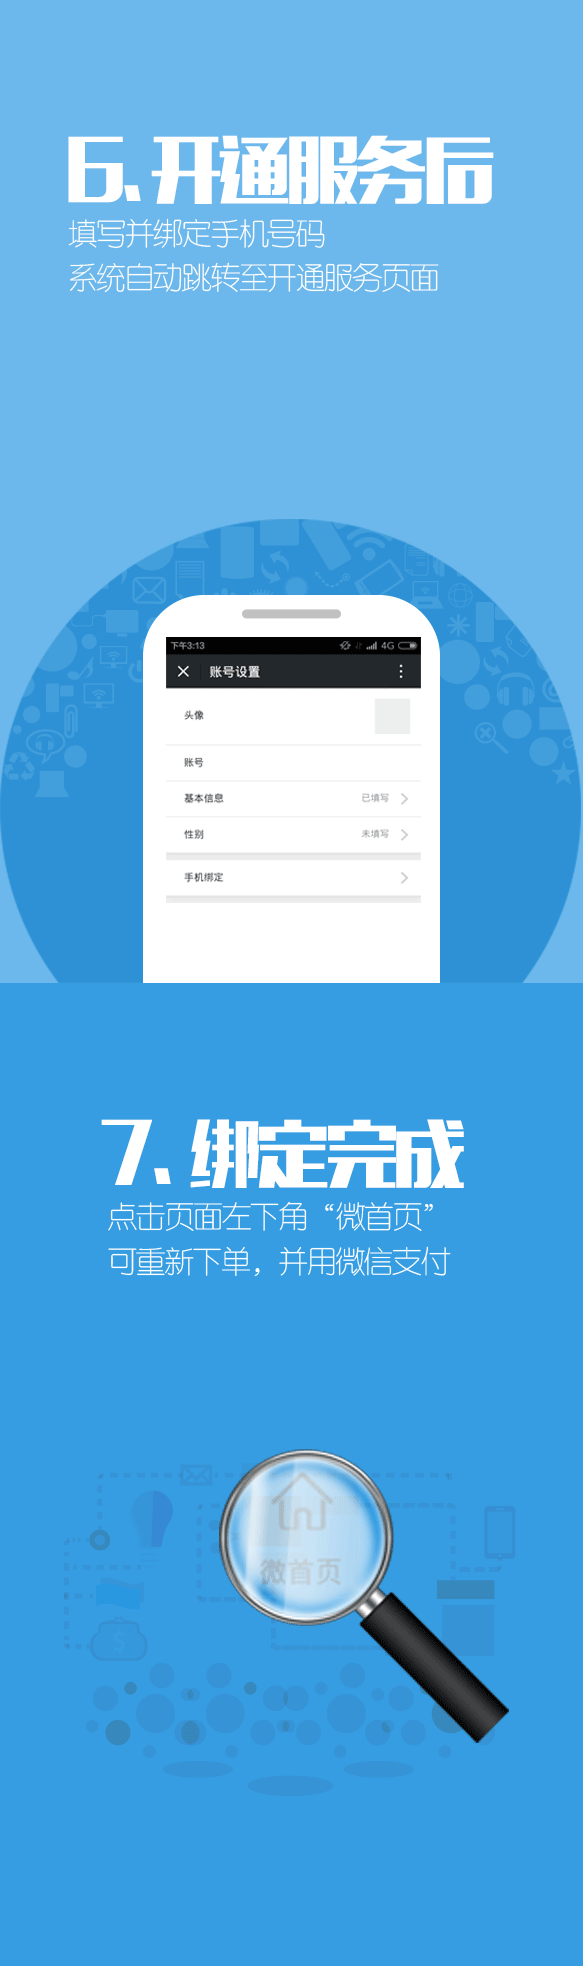 6、开通服务后
填写并绑定手机号码
系统自动跳转至开通服务页面
下午3:13 4G
账号设置
头像
账号
基本信息 已填写
性别 未填写
手机绑定
7、绑定完成
点击页面左下角“微首页”
可重新下单，并用微信支付
微首页